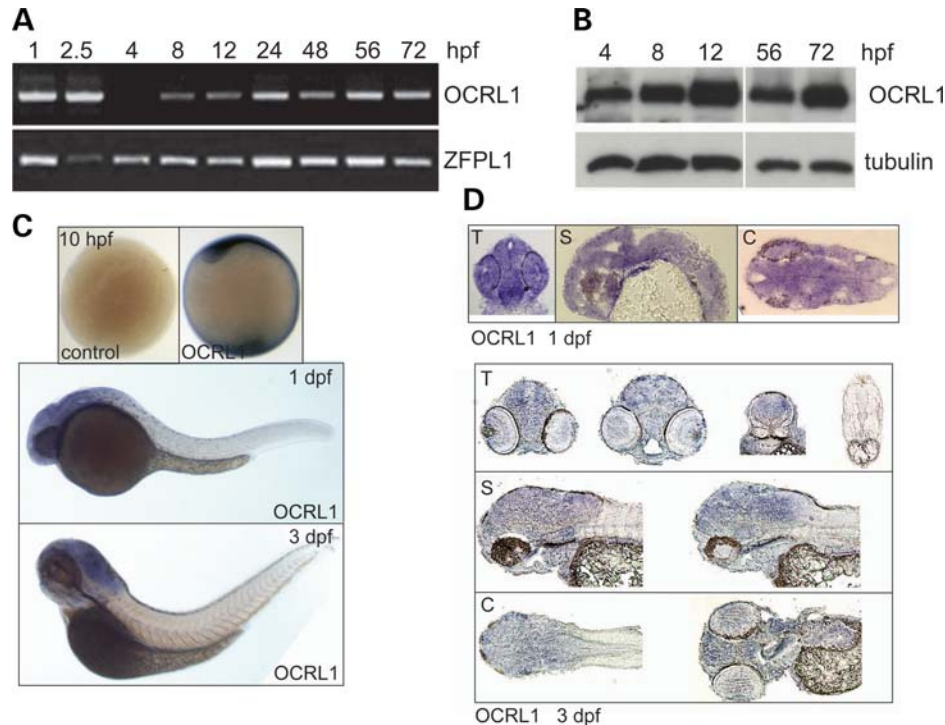 A
1 2.5 4 8 12 24 48 56 72 hpf
OCRL1
ZFPL1
B
4 8 12 56 72 hpf
OCRL1
tubulin
C
10 hpf
control
OCRL1
1 dpf
OCRL1
3 dpf
OCRL1
D
T S C
OCRL1 1 dpf
T
S
C
OCRL1 3 dpf